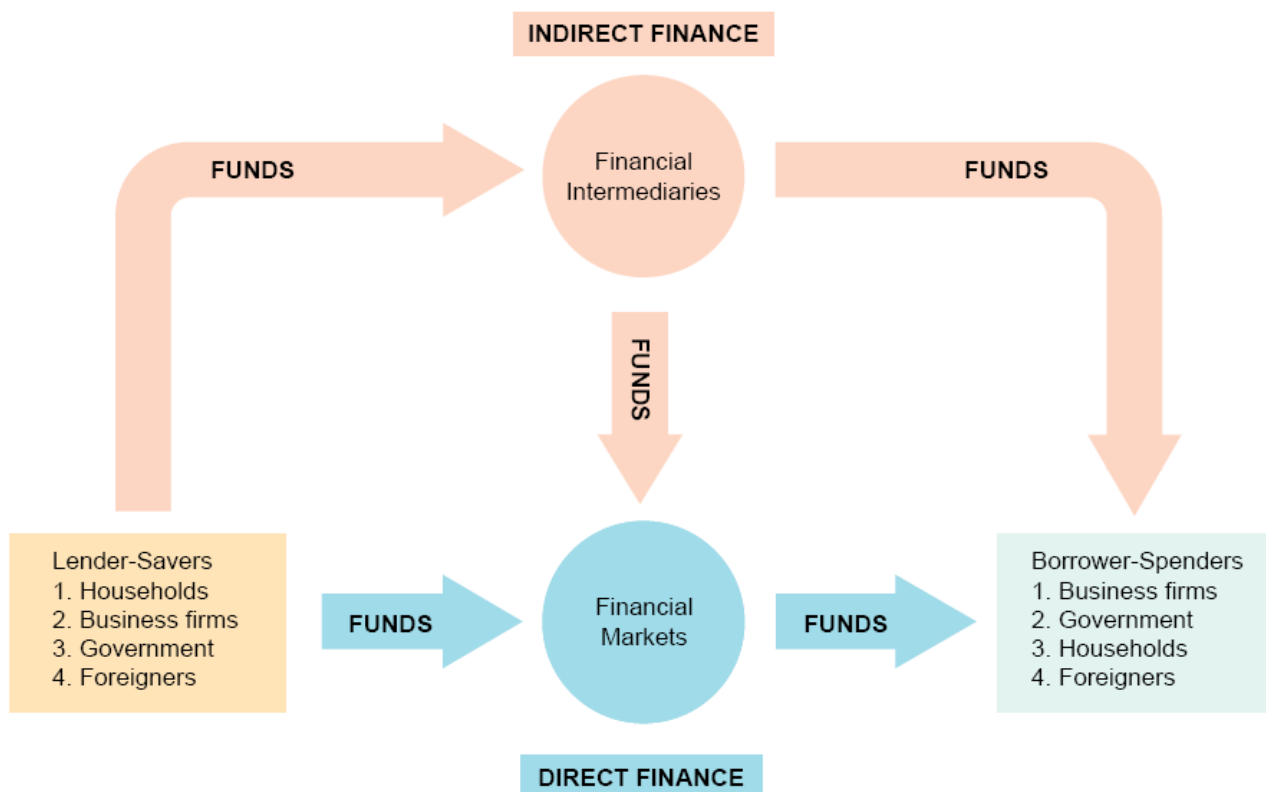 INDIRECT FINANCE
Financial
Intermediaries
FUNDS
FUNDS
FUNDS
Lender-Savers
1. Households
2. Business firms
3. Government
4. Foreigners
FUNDS
Financial
Markets
FUNDS
Borrower-Spenders
1. Business firms
2. Government
3. Households
4. Foreigners
DIRECT FINANCE